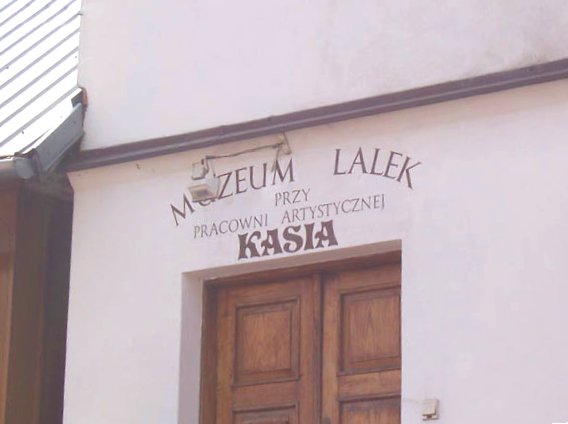 MUZEUM LALEK
PRZY
PRACOWNI ARTYSTYCZNEJ
KASIA